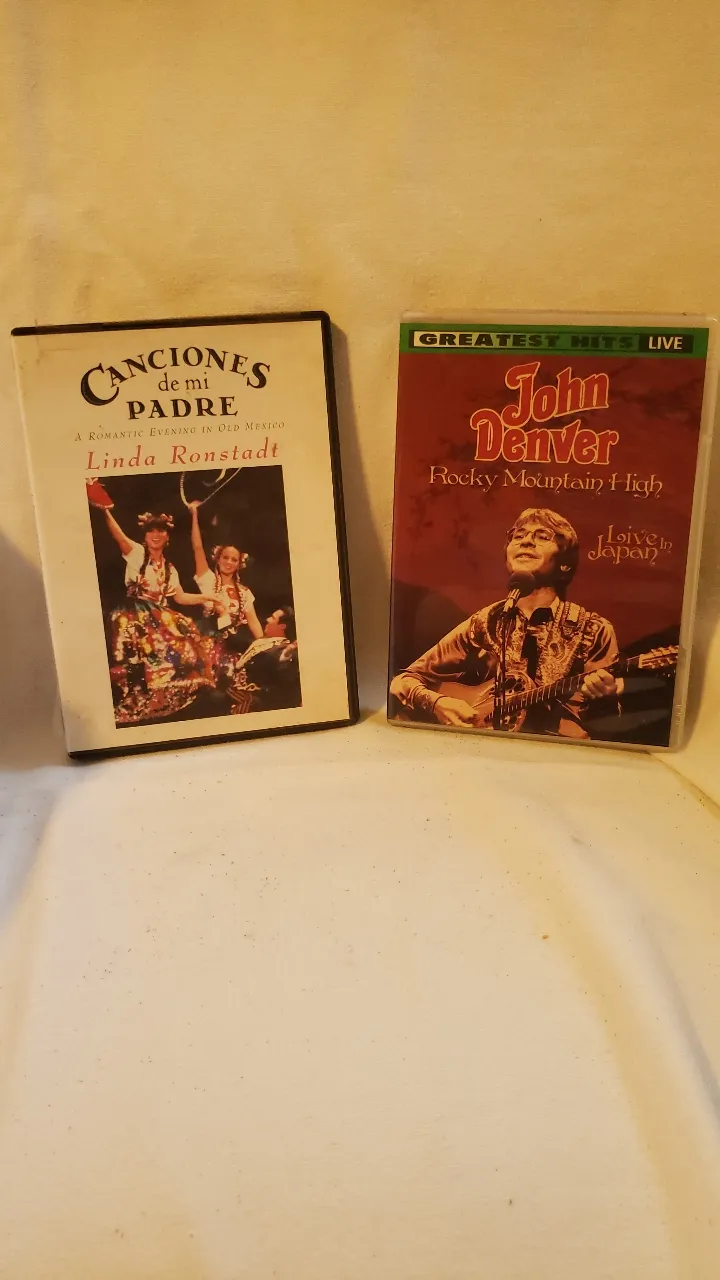 CANCIONES
de mi
PADRE
A ROMANTIC EVENING IN OLD MEXICO
Linda Ronstadt
GREATEST HITS LIVE
John
Denver
Rocky Mountain High
Live In
Japan